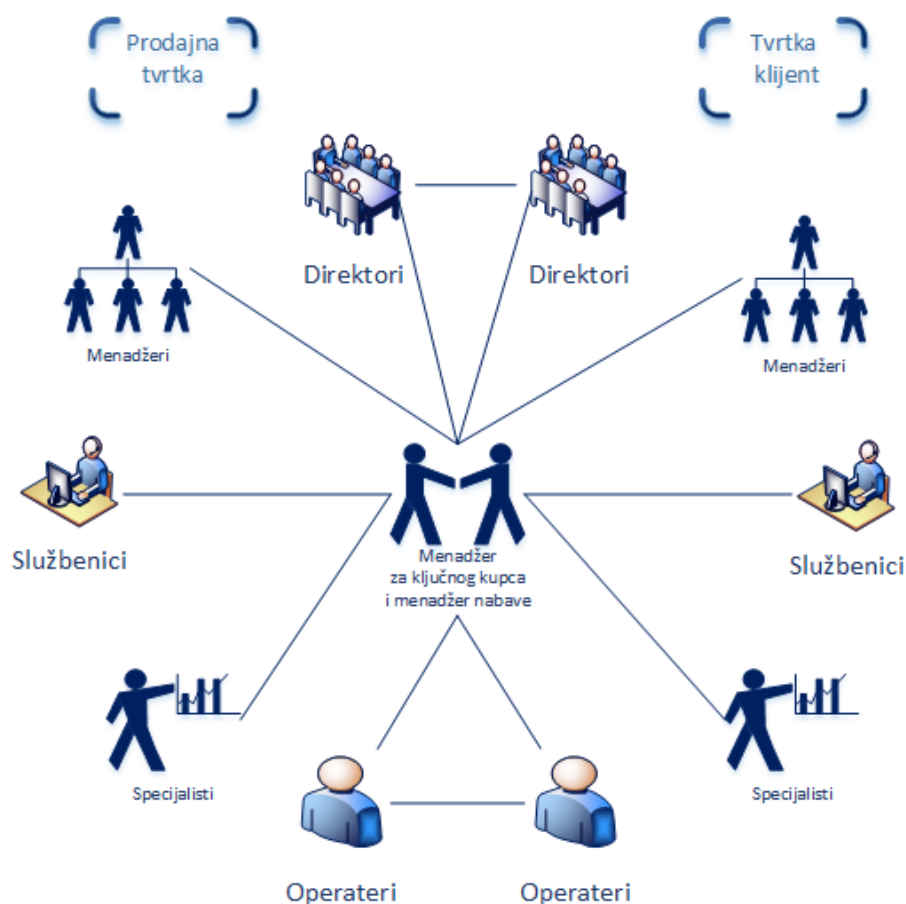 Prodajna
tvrtka
Tvrtka
klijent
Direktori
Direktori
Menadžeri
Menadžeri
Službenici
Menadžer
za ključnog kupca
i menadžer nabave
Službenici
Specijalisti
Specijalisti
Operateri
Operateri